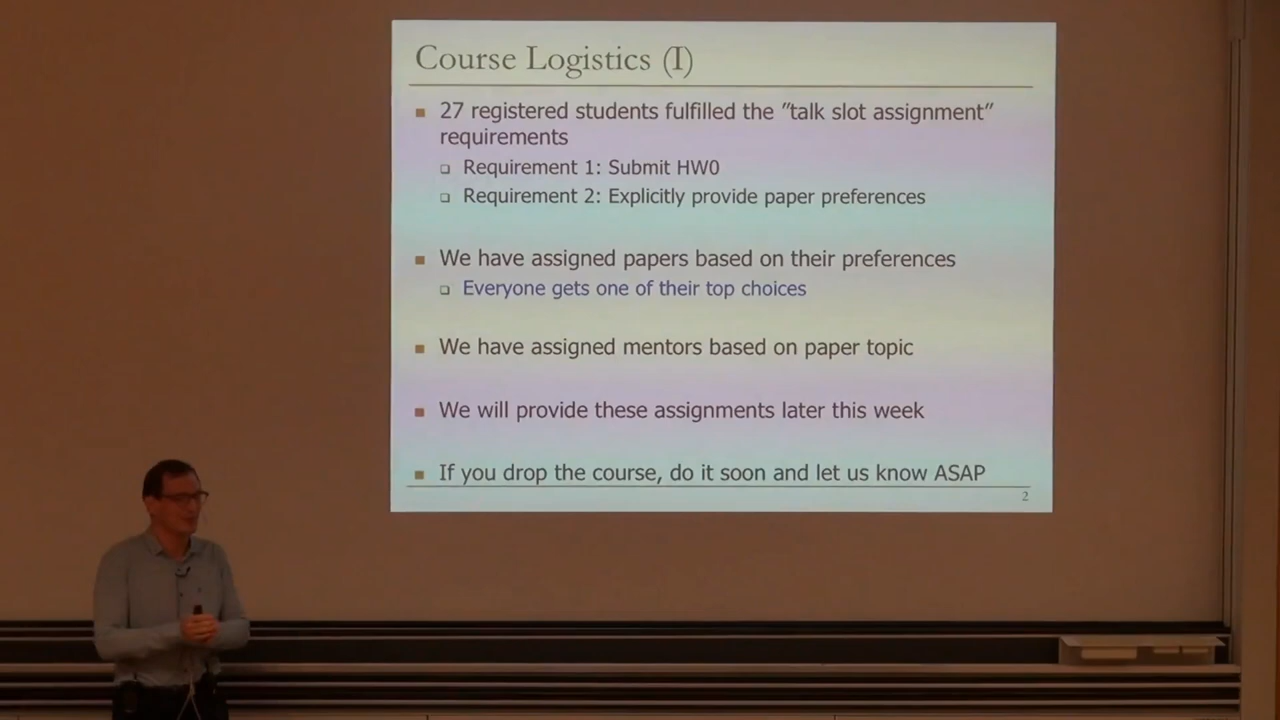 Course Logistics (I)
27 registered students fulfilled the ”talk slot assignment”
requirements
Requirement 1: Submit HW0
Requirement 2: Explicitly provide paper preferences
We have assigned papers based on their preferences
Everyone gets one of their top choices
We have assigned mentors based on paper topic
We will provide these assignments later this week
If you drop the course, do it soon and let us know ASAP
2